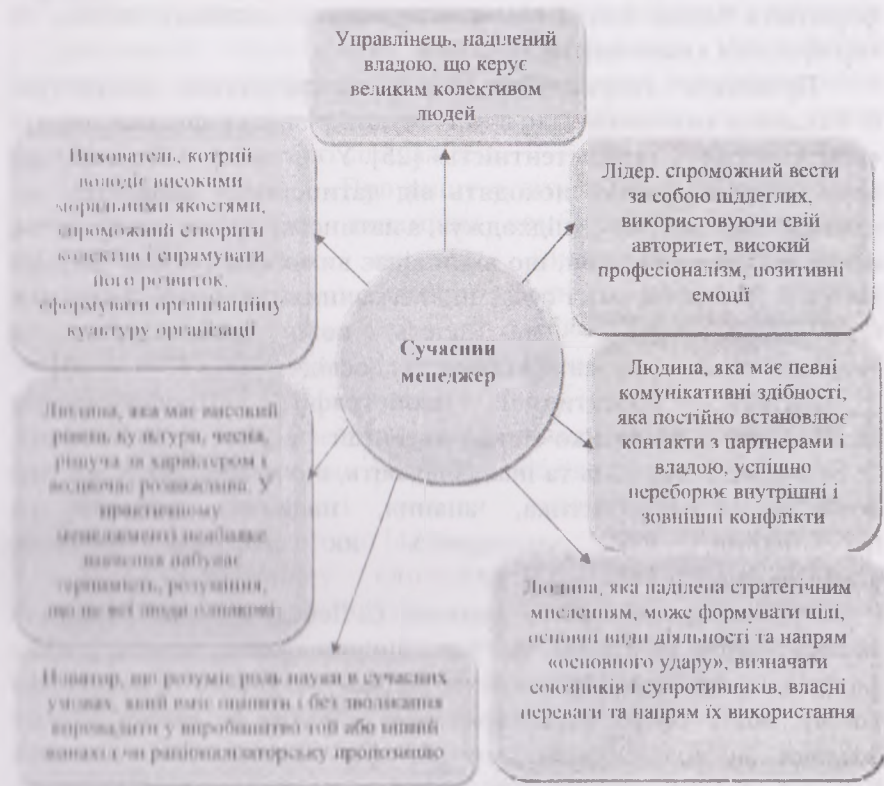 Управлінець, наділений
владою, що керує
великим колективом
людей
Вихователь, котрий
володіє високими
моральними якостями,
спроможний створити
колектив і спрямувати
його розвиток,
сформувати організаційну
культуру організації
Лідер, спроможний вести
за собою підлеглих,
використовуючи свій
авторитет, високий
професіоналізм, позитивні
емоції
Сучасний
менеджер
Людина, яка має певні
комунікативні здібності,
яка постійно встановлює
контакти з партнерами і
владою, успішно
переборює внутрішні і
зовнішні конфлікти
Людина, яка має високий
рівень культури, чесна,
рішуча за характером і
водночас розважлива. У
практичному
менеджменті неабияке
значення набуває
терпимість, розуміння,
що не всі люди однакові
Людина, яка наділена стратегічним
мисленням, може формувати цілі,
основні види діяльності та напрям
«основного удару», визначати
союзників і супротивників, власні
переваги та напрям їх використання
Новатор, що розуміє роль науки в сучасних
умовах, який вміє оцінити і без зволікання
впровадити у виробництво той або інший
винахід чи раціоналізаторську пропозицію